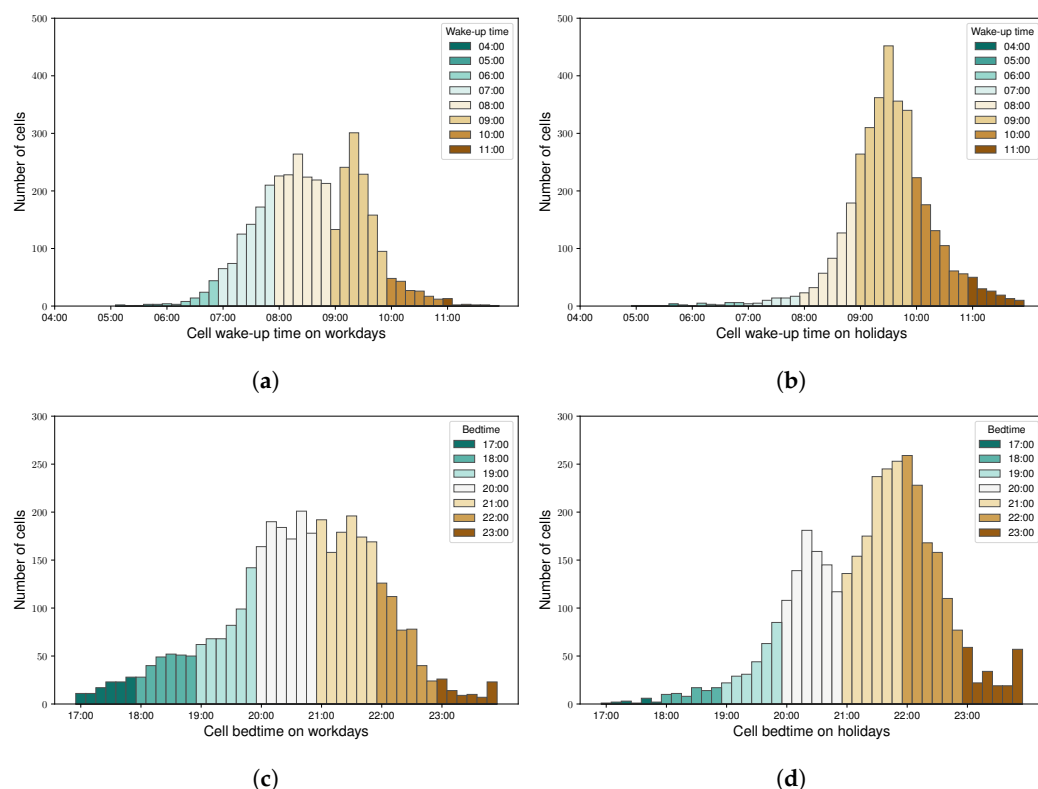 500
400
300
200
100
0
Number of cells
Wake-up time
04:00
05:00
06:00
07:00
08:00
09:00
10:00
11:00
04:00 05:00 06:00 07:00 08:00 09:00 10:00 11:00
Cell wake-up time on workdays
(a)
500
400
300
200
100
0
Number of cells
Wake-up time
04:00
05:00
06:00
07:00
08:00
09:00
10:00
11:00
04:00 05:00 06:00 07:00 08:00 09:00 10:00 11:00
Cell wake-up time on holidays
(b)
300
250
200
150
100
50
0
Number of cells
Bedtime
17:00
18:00
19:00
20:00
21:00
22:00
23:00
17:00 18:00 19:00 20:00 21:00 22:00 23:00
Cell bedtime on workdays
(c)
300
250
200
150
100
50
0
Number of cells
Bedtime
17:00
18:00
19:00
20:00
21:00
22:00
23:00
17:00 18:00 19:00 20:00 21:00 22:00 23:00
Cell bedtime on holidays
(d)